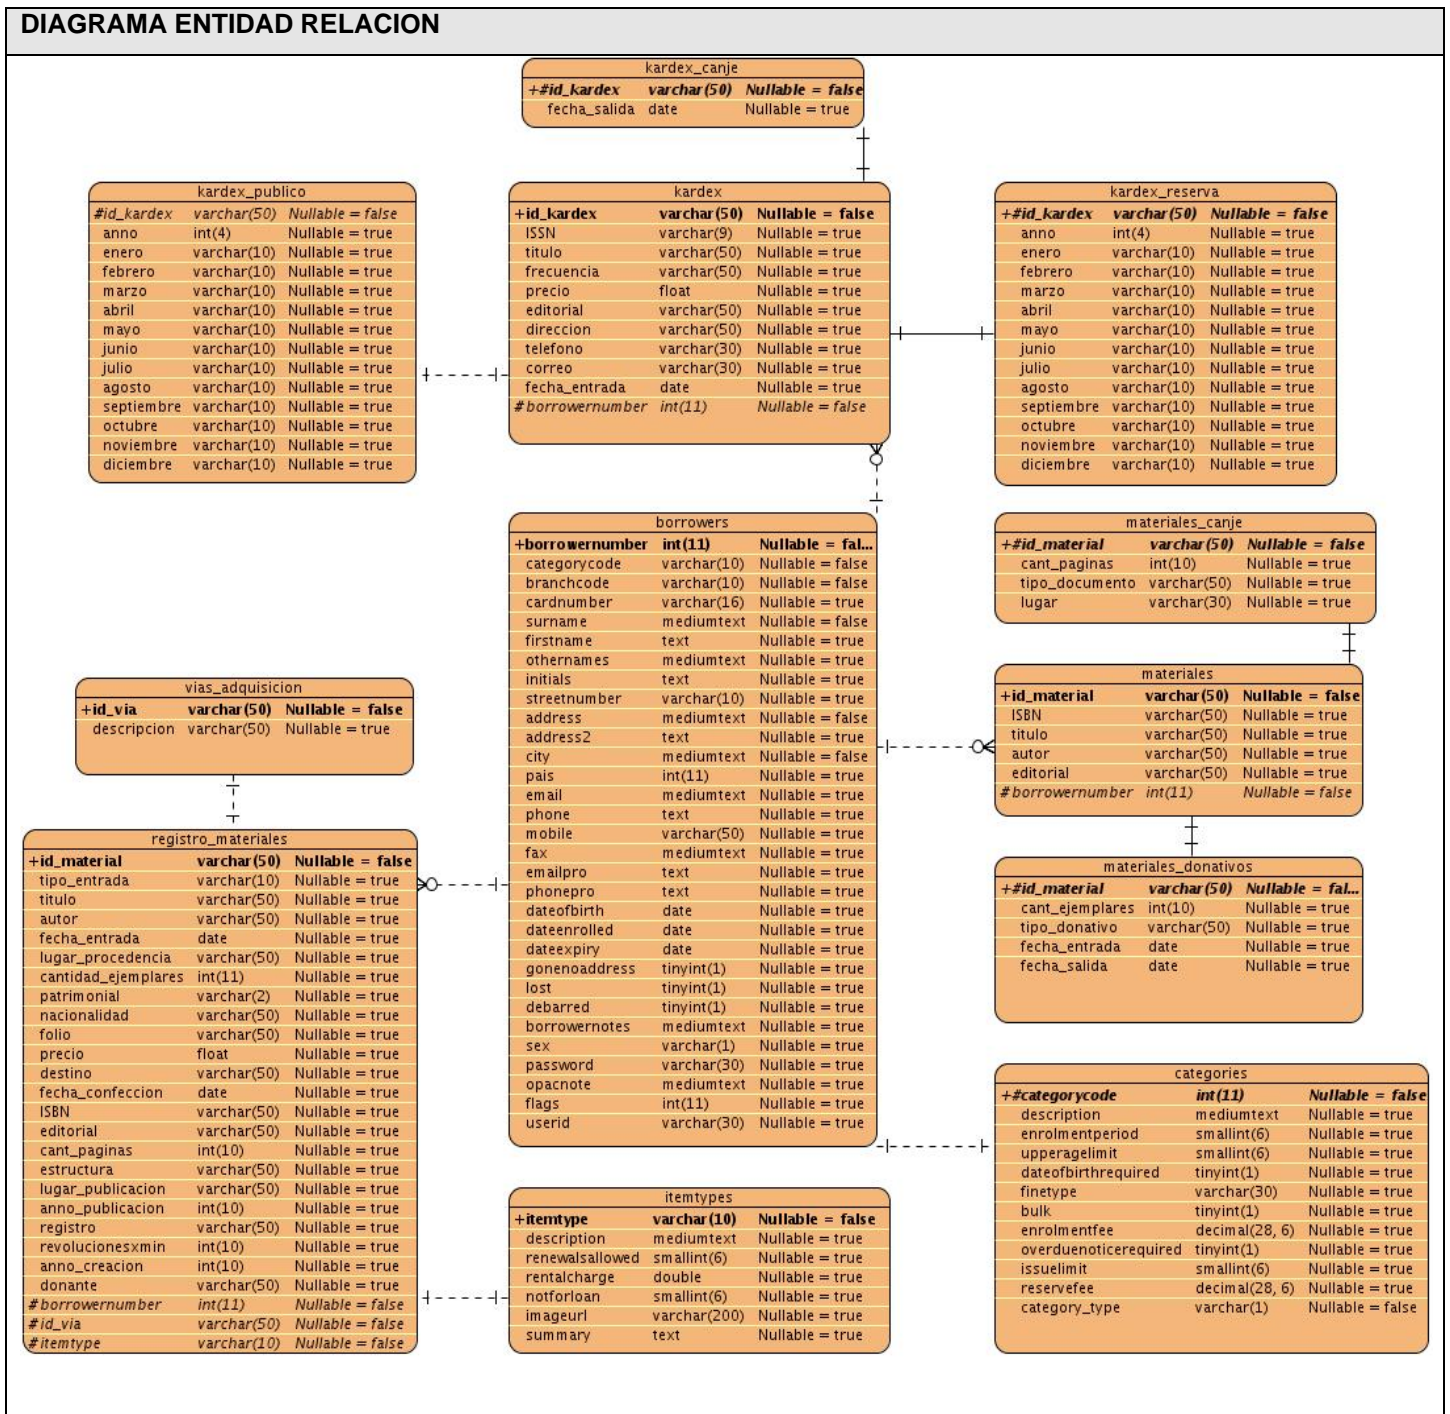 DIAGRAMA ENTIDAD RELACION
kardex_canje
+#id_kardex varchar(50) Nullable = false
fecha_salida date Nullable = true
kardex_publico
#id_kardex varchar(50) Nullable = false
anno int(4) Nullable = true
enero varchar(10) Nullable = true
febrero varchar(10) Nullable = true
marzo varchar(10) Nullable = true
abril varchar(10) Nullable = true
mayo varchar(10) Nullable = true
junio varchar(10) Nullable = true
julio varchar(10) Nullable = true
agosto varchar(10) Nullable = true
septiembre varchar(10) Nullable = true
octubre varchar(10) Nullable = true
noviembre varchar(10) Nullable = true
diciembre varchar(10) Nullable = true
kardex
+id_kardex varchar(50) Nullable = false
ISSN varchar(9) Nullable = true
titulo varchar(50) Nullable = true
frecuencia varchar(50) Nullable = true
precio float Nullable = true
editorial varchar(50) Nullable = true
direccion varchar(50) Nullable = true
telefono varchar(30) Nullable = true
correo varchar(30) Nullable = true
fecha_entrada date Nullable = true
#borrowernumber int(11) Nullable = false
kardex_reserva
+#id_kardex varchar(50) Nullable = false
anno int(4) Nullable = true
enero varchar(10) Nullable = true
febrero varchar(10) Nullable = true
marzo varchar(10) Nullable = true
abril varchar(10) Nullable = true
mayo varchar(10) Nullable = true
junio varchar(10) Nullable = true
julio varchar(10) Nullable = true
agosto varchar(10) Nullable = true
septiembre varchar(10) Nullable = true
octubre varchar(10) Nullable = true
noviembre varchar(10) Nullable = true
diciembre varchar(10) Nullable = true
borrowers
+borrowernumber int(11) Nullable = fal...
categorycode varchar(10) Nullable = false
branchcode varchar(10) Nullable = false
cardnumber varchar(16) Nullable = true
surname mediumtext Nullable = false
firstname text Nullable = true
othernames mediumtext Nullable = true
initials text Nullable = true
streetnumber varchar(10) Nullable = true
address mediumtext Nullable = false
address2 text Nullable = true
city mediumtext Nullable = false
pais int(11) Nullable = true
email mediumtext Nullable = true
phone text Nullable = true
mobile varchar(50) Nullable = true
fax mediumtext Nullable = true
emailpro text Nullable = true
phonepro text Nullable = true
dateofbirth date Nullable = true
dateenrolled date Nullable = true
dateexpiry date Nullable = true
gonenoaddress tinyint(1) Nullable = true
lost tinyint(1) Nullable = true
debarred tinyint(1) Nullable = true
borrowernotes mediumtext Nullable = true
sex varchar(1) Nullable = true
password varchar(30) Nullable = true
opacnote mediumtext Nullable = true
flags int(11) Nullable = true
userid varchar(30) Nullable = true
materiales_canje
+#id_material varchar(50) Nullable = false
cant_paginas int(10) Nullable = true
tipo_documento varchar(50) Nullable = true
lugar varchar(30) Nullable = true
materiales
+id_material varchar(50) Nullable = false
ISBN varchar(50) Nullable = true
titulo varchar(50) Nullable = true
autor varchar(50) Nullable = true
editorial varchar(50) Nullable = true
#borrowernumber int(11) Nullable = false
materiales_donativos
+#id_material varchar(50) Nullable = fal...
cant_ejemplares int(10) Nullable = true
tipo_donativo varchar(50) Nullable = true
fecha_entrada date Nullable = true
fecha_salida date Nullable = true
vias_adquisicion
+id_via varchar(50) Nullable = false
descripcion varchar(50) Nullable = true
registro_materiales
+id_material varchar(50) Nullable = false
tipo_entrada varchar(10) Nullable = true
titulo varchar(50) Nullable = true
autor varchar(50) Nullable = true
fecha_entrada date Nullable = true
lugar_procedencia varchar(50) Nullable = true
cantidad_ejemplares int(11) Nullable = true
patrimonial varchar(2) Nullable = true
nacionalidad varchar(50) Nullable = true
folio varchar(50) Nullable = true
precio float Nullable = true
destino varchar(50) Nullable = true
fecha_confeccion date Nullable = true
ISBN varchar(50) Nullable = true
editorial varchar(50) Nullable = true
cant_paginas int(10) Nullable = true
estructura varchar(50) Nullable = true
lugar_publicacion varchar(50) Nullable = true
anno_publicacion int(10) Nullable = true
registro varchar(50) Nullable = true
revolucionesxmin int(10) Nullable = true
anno_creacion int(10) Nullable = true
donante varchar(50) Nullable = true
#borrowernumber int(11) Nullable = false
#id_via varchar(50) Nullable = false
#itemtype varchar(10) Nullable = false
itemtypes
+itemtype varchar(10) Nullable = false
description mediumtext Nullable = true
renewalsallowed smallint(6) Nullable = true
rentalcharge double Nullable = true
notforloan smallint(6) Nullable = true
imageurl varchar(200) Nullable = true
summary text Nullable = true
categories
+#categorycode int(11) Nullable = false
description mediumtext Nullable = true
enrolmentperiod smallint(6) Nullable = true
upperagelimit smallint(6) Nullable = true
dateofbirthrequired tinyint(1) Nullable = true
finetype varchar(30) Nullable = true
bulk tinyint(1) Nullable = true
enrolmentfee decimal(28, 6) Nullable = true
overduenoticerequired tinyint(1) Nullable = true
issuelimit smallint(6) Nullable = true
reservefee decimal(28, 6) Nullable = true
category_type varchar(1) Nullable = false